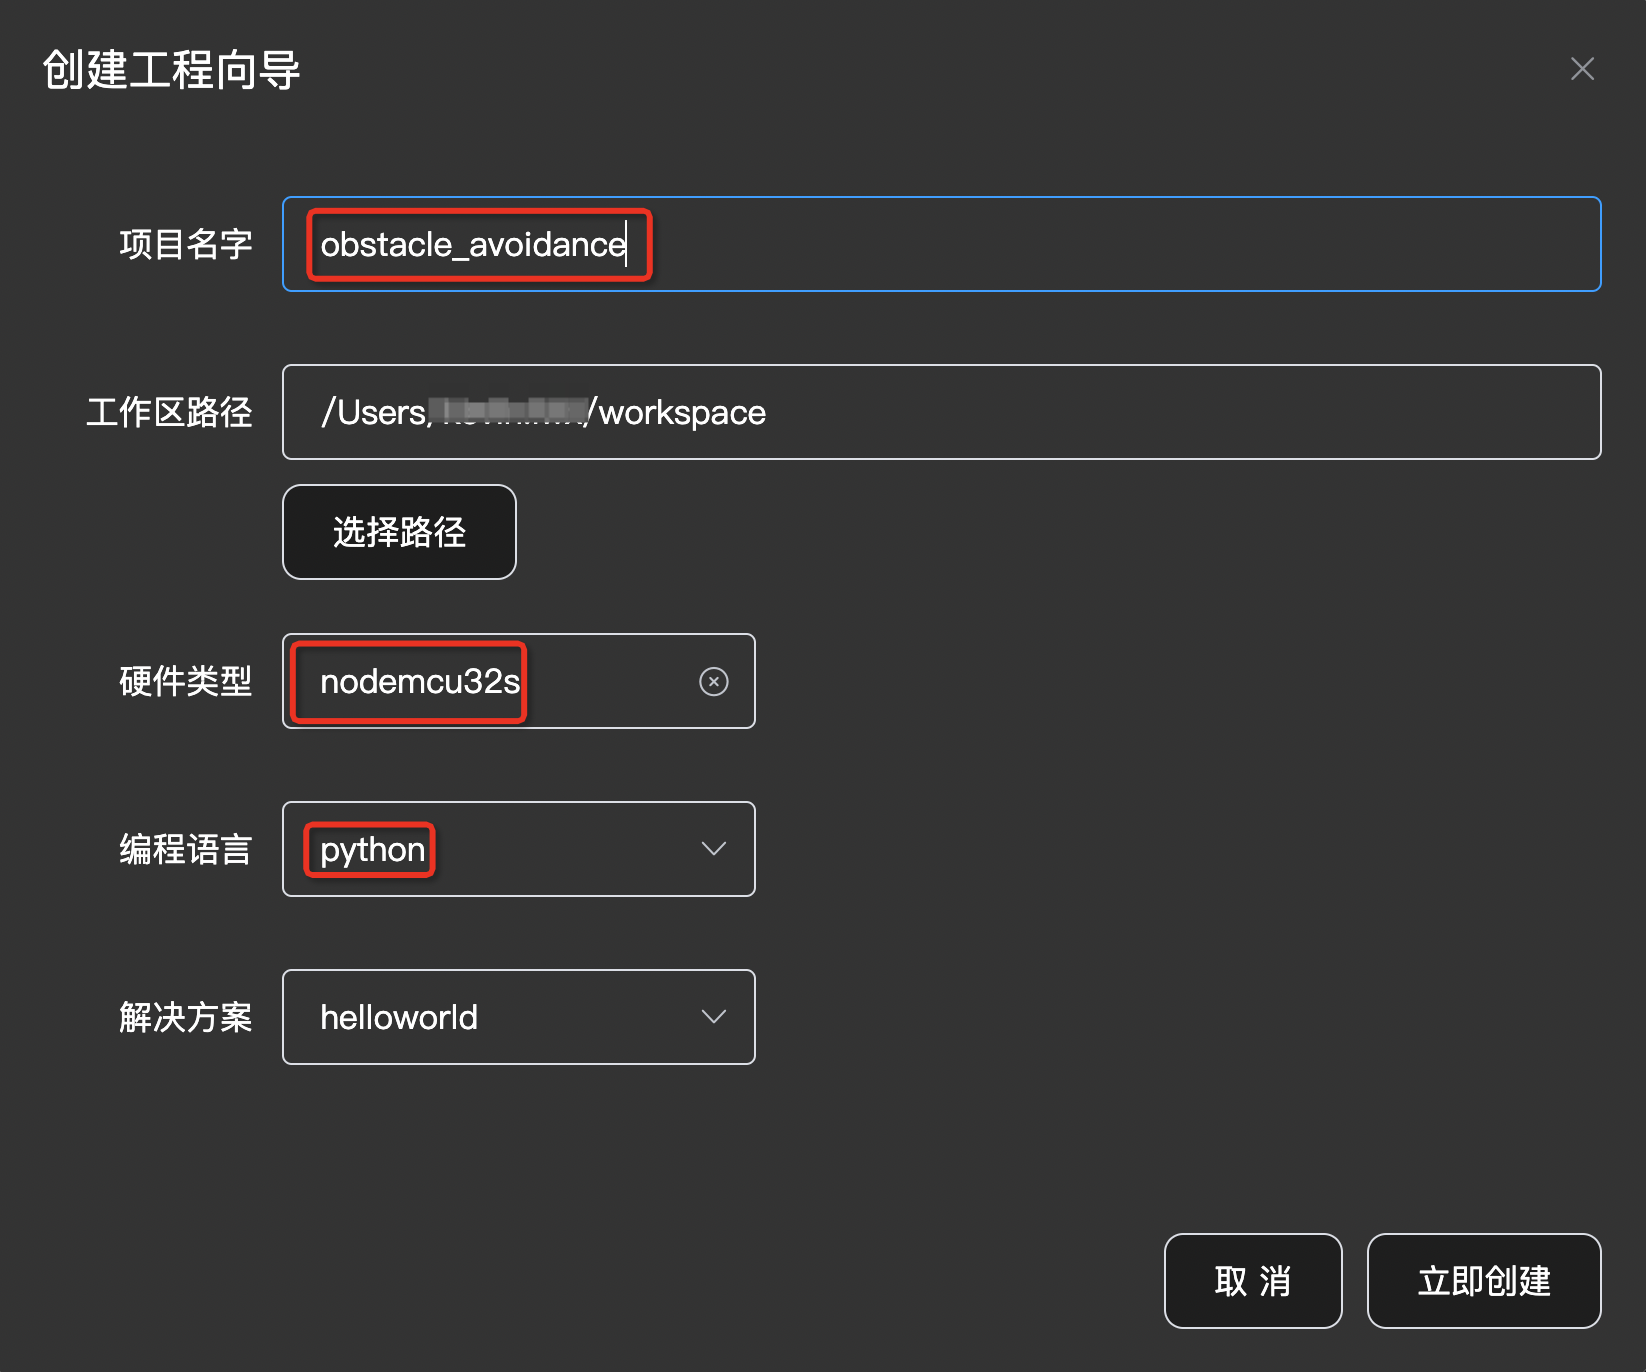 创建工程向导
项目名字 obstacle_avoidance
工作区路径 /Users/ /workspace
选择路径
硬件类型 nodemcu32s
编程语言 python
解决方案 helloworld
取 消 立即创建